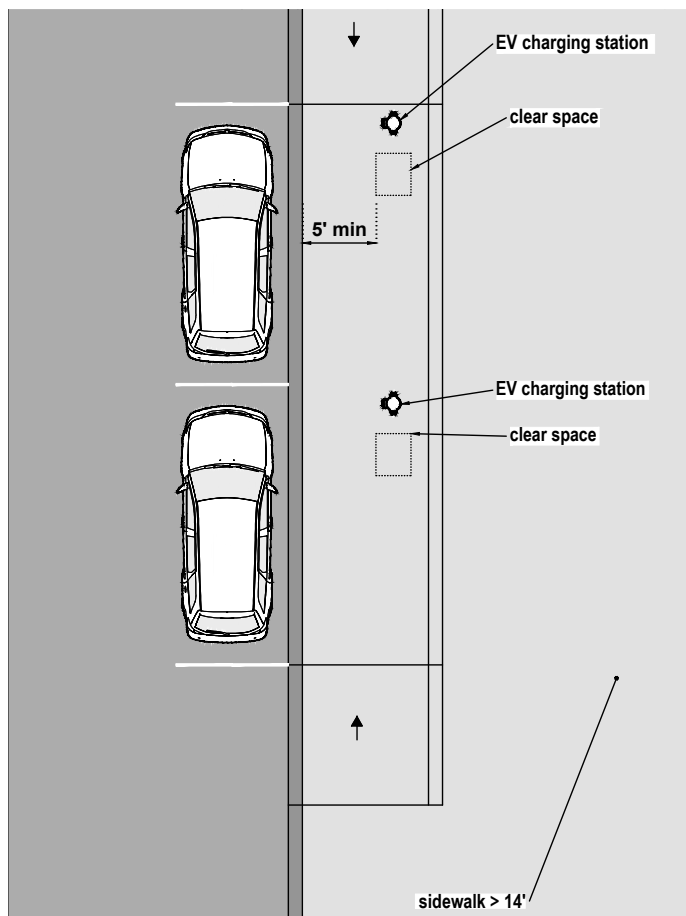 EV charging station
clear space
5' min
EV charging station
clear space
sidewalk > 14'